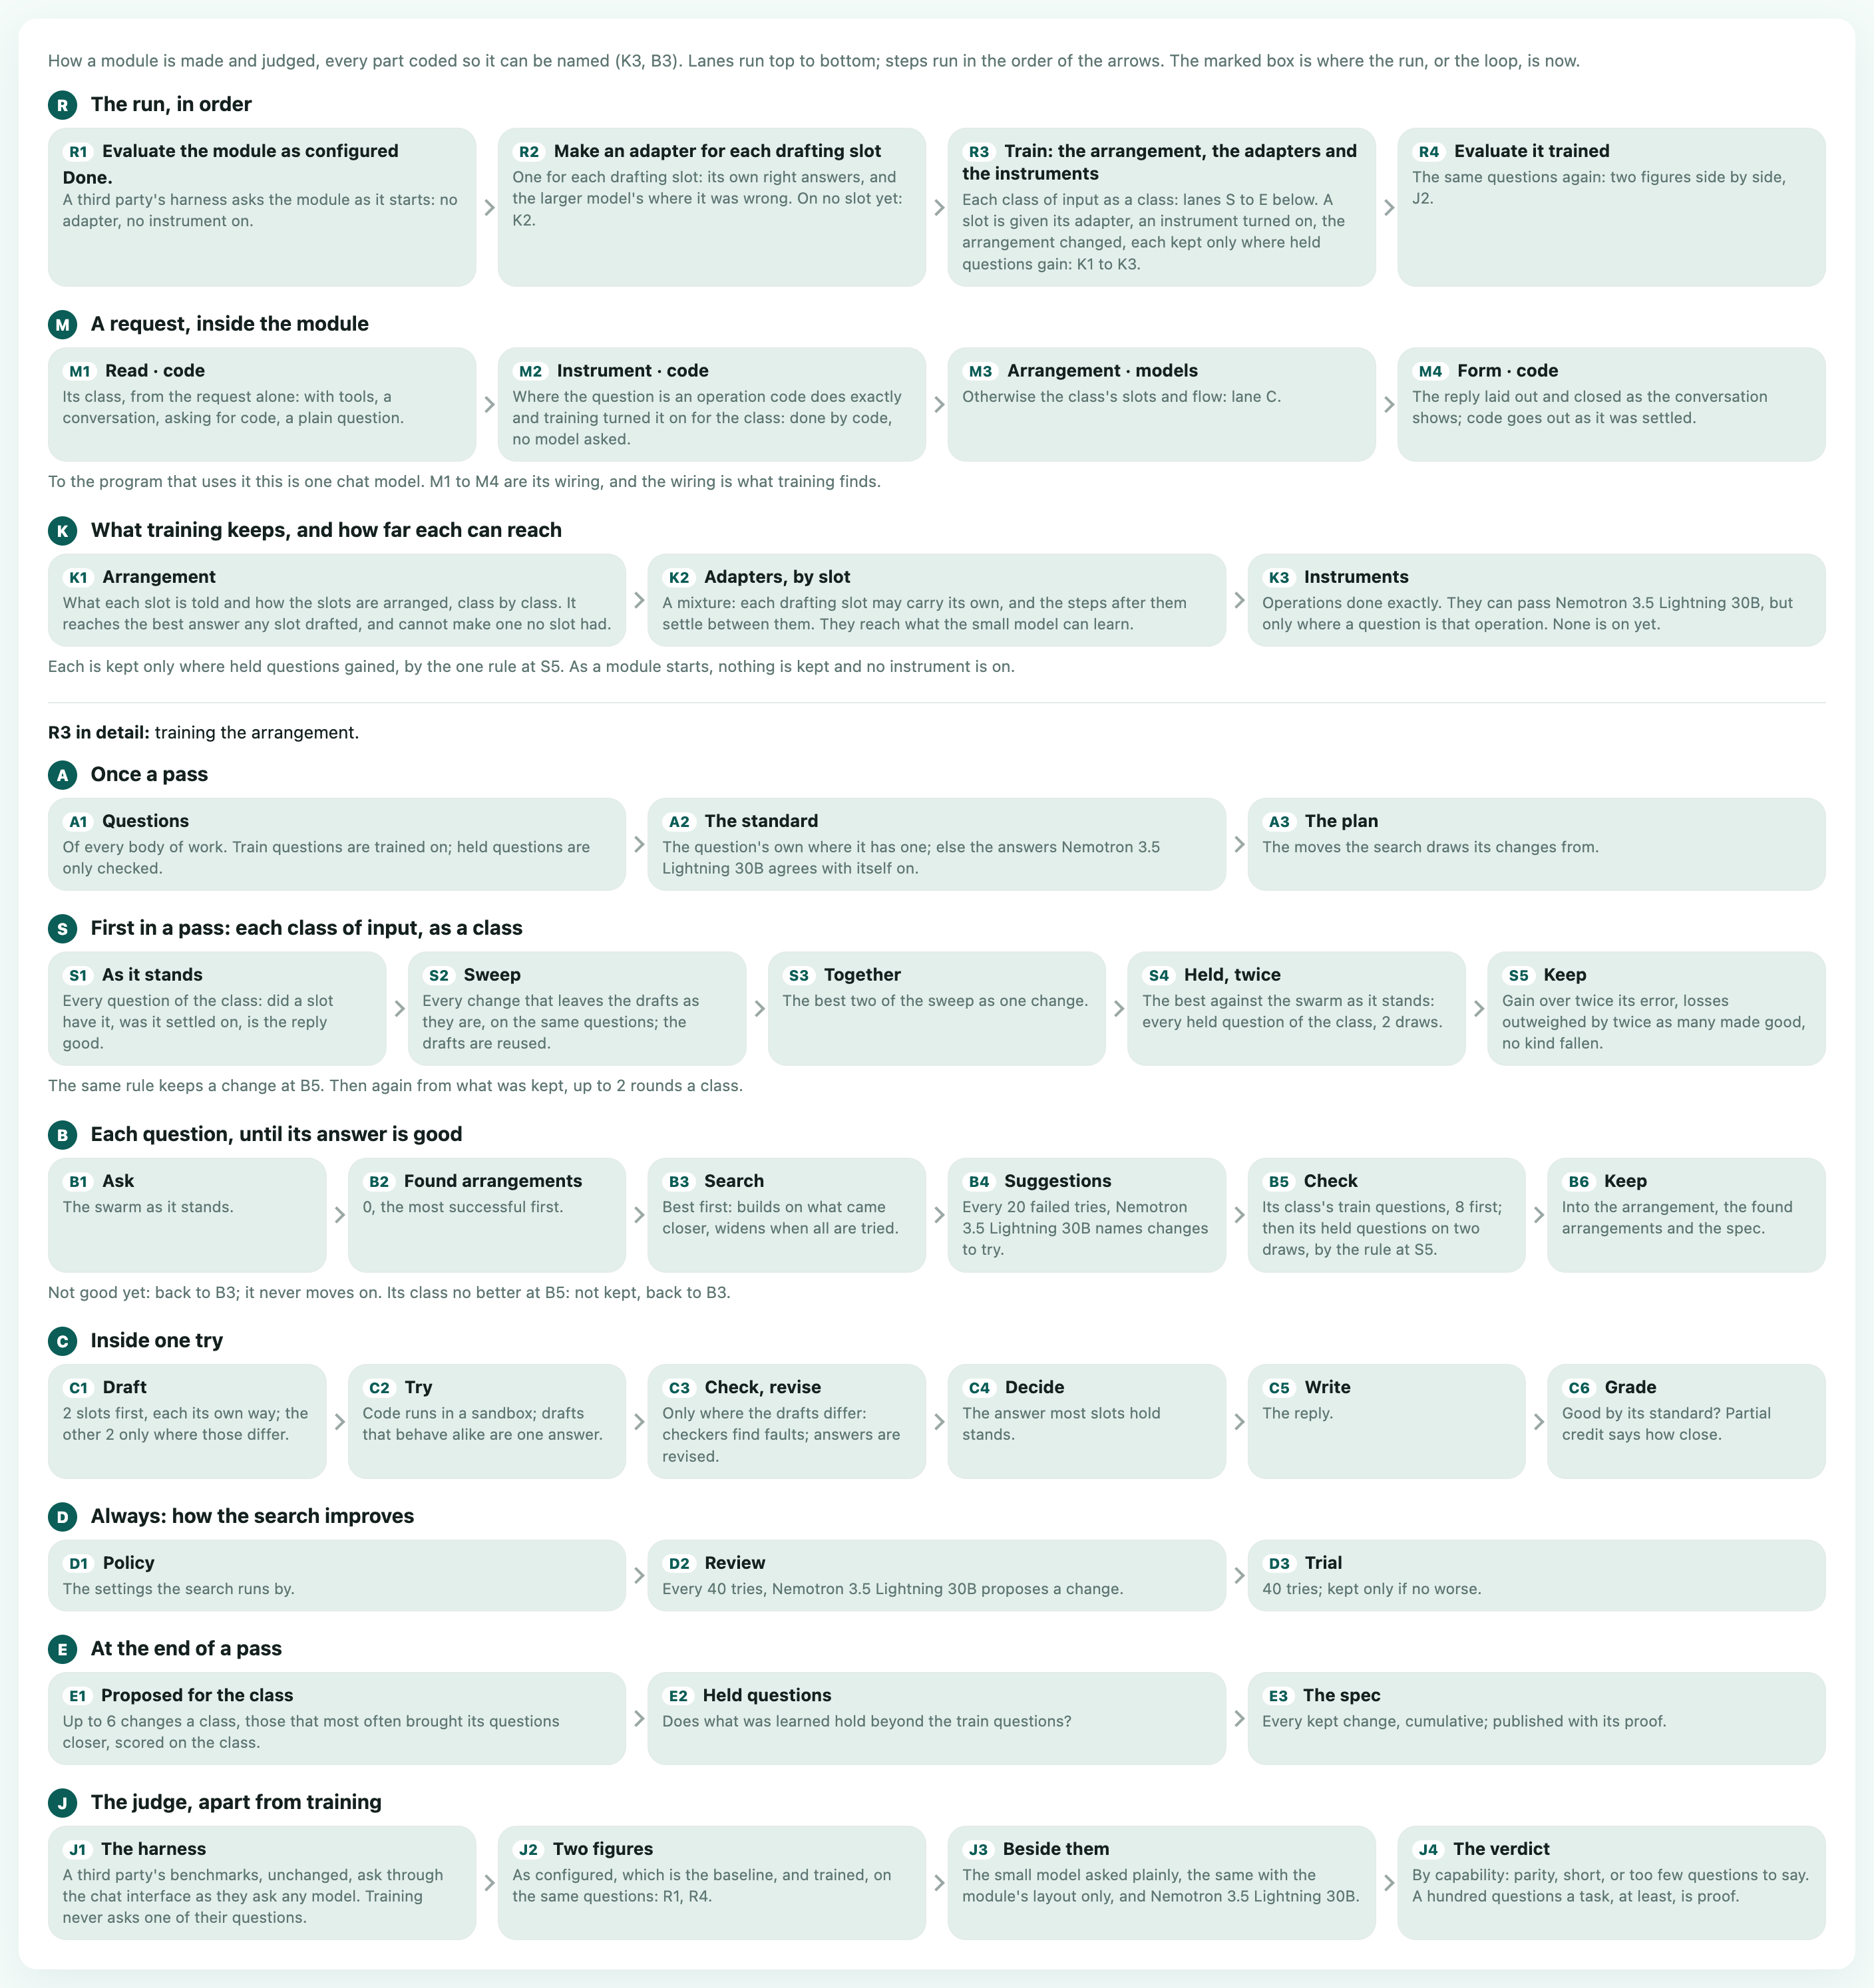 How a module is made and judged, every part coded so it can be named (K3, B3). Lanes run top to bottom; steps run in the order of the arrows. The marked box is where the run, or the loop, is now.
R The run, in order
R1 Evaluate the module as configured
Done.
A third party's harness asks the module as it starts: no
adapter, no instrument on.
R2 Make an adapter for each drafting slot
One for each drafting slot: its own right answers, and
the larger model's where it was wrong. On no slot yet:
K2.
R3 Train: the arrangement, the adapters and
the instruments
Each class of input as a class: lanes S to E below. A
slot is given its adapter, an instrument turned on, the
arrangement changed, each kept only where held
questions gain: K1 to K3.
R4 Evaluate it trained
The same questions again: two figures side by side,
J2.
M A request, inside the module
M1 Read · code
Its class, from the request alone: with tools, a
conversation, asking for code, a plain question.
M2 Instrument · code
Where the question is an operation code does exactly
and training turned it on for the class: done by code,
no model asked.
M3 Arrangement · models
Otherwise the class's slots and flow: lane C.
M4 Form · code
The reply laid out and closed as the conversation
shows; code goes out as it was settled.
To the program that uses it this is one chat model. M1 to M4 are its wiring, and the wiring is what training finds.
K What training keeps, and how far each can reach
K1 Arrangement
What each slot is told and how the slots are arranged, class by class. It
reaches the best answer any slot drafted, and cannot make one no slot had.
K2 Adapters, by slot
A mixture: each drafting slot may carry its own, and the steps after them
settle between them. They reach what the small model can learn.
K3 Instruments
Operations done exactly. They can pass Nemotron 3.5 Lightning 30B, but
only where a question is that operation. None is on yet.
Each is kept only where held questions gained, by the one rule at S5. As a module starts, nothing is kept and no instrument is on.
R3 in detail: training the arrangement.
A Once a pass
A1 Questions
Of every body of work. Train questions are trained on; held questions are
only checked.
A2 The standard
The question's own where it has one; else the answers Nemotron 3.5
Lightning 30B agrees with itself on.
A3 The plan
The moves the search draws its changes from.
S First in a pass: each class of input, as a class
S1 As it stands
Every question of the class: did a slot
have it, was it settled on, is the reply
good.
S2 Sweep
Every change that leaves the drafts as
they are, on the same questions; the
drafts are reused.
S3 Together
The best two of the sweep as one change.
S4 Held, twice
The best against the swarm as it stands:
every held question of the class, 2 draws.
S5 Keep
Gain over twice its error, losses
outweighed by twice as many made good,
no kind fallen.
The same rule keeps a change at B5. Then again from what was kept, up to 2 rounds a class.
B Each question, until its answer is good
B1 Ask
The swarm as it stands.
B2 Found arrangements
0, the most successful first.
B3 Search
Best first: builds on what came
closer, widens when all are tried.
B4 Suggestions
Every 20 failed tries, Nemotron
3.5 Lightning 30B names changes
to try.
B5 Check
Its class's train questions, 8 first;
then its held questions on two
draws, by the rule at S5.
B6 Keep
Into the arrangement, the found
arrangements and the spec.
Not good yet: back to B3; it never moves on. Its class no better at B5: not kept, back to B3.
C Inside one try
C1 Draft
2 slots first, each its own way; the
other 2 only where those differ.
C2 Try
Code runs in a sandbox; drafts
that behave alike are one answer.
C3 Check, revise
Only where the drafts differ:
checkers find faults; answers are
revised.
C4 Decide
The answer most slots hold
stands.
C5 Write
The reply.
C6 Grade
Good by its standard? Partial
credit says how close.
D Always: how the search improves
D1 Policy
The settings the search runs by.
D2 Review
Every 40 tries, Nemotron 3.5 Lightning 30B proposes a change.
D3 Trial
40 tries; kept only if no worse.
E At the end of a pass
E1 Proposed for the class
Up to 6 changes a class, those that most often brought its questions
closer, scored on the class.
E2 Held questions
Does what was learned hold beyond the train questions?
E3 The spec
Every kept change, cumulative; published with its proof.
J The judge, apart from training
J1 The harness
A third party's benchmarks, unchanged, ask through
the chat interface as they ask any model. Training
never asks one of their questions.
J2 Two figures
As configured, which is the baseline, and trained, on
the same questions: R1, R4.
J3 Beside them
The small model asked plainly, the same with the
module's layout only, and Nemotron 3.5 Lightning 30B.
J4 The verdict
By capability: parity, short, or too few questions to say.
A hundred questions a task, at least, is proof.